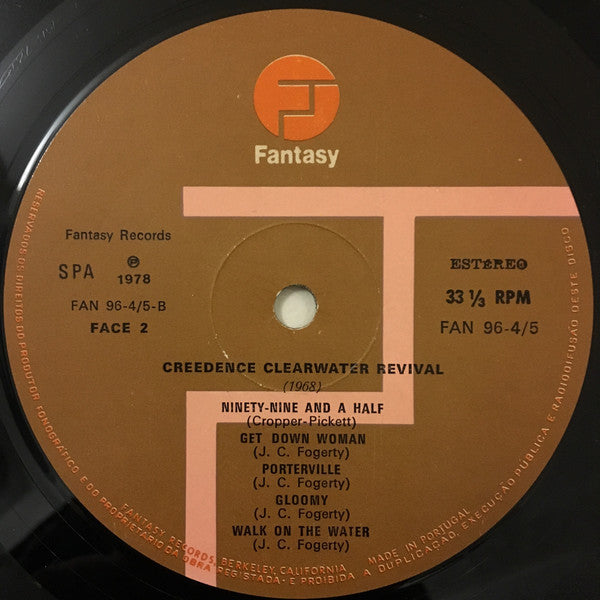 Fantasy
Fantasy Records
SPA ℗ 1978
FAN 96-4/5-B
FACE 2
ESTÉREO
33 1/3 RPM
FAN 96-4/5
CREEDENCE CLEARWATER REVIVAL
(1968)
NINETY-NINE AND A HALF
(Cropper-Pickett)
GET DOWN WOMAN
(J. C. Fogerty)
PORTERVILLE
(J. C. Fogerty)
GLOOMY
(J. C. Fogerty)
WALK ON THE WATER
(J. C. Fogerty)
FANTASY RECORDS, BERKELEY, CALIFORNIA
MADE IN PORTUGAL
RESERVADOS OS DIREITOS DO PRODUTOR FONOGRÁFICO E DO PROPRIETÁRIO DA OBRA REGISTADA - É PROIBIDA A DUPLICAÇÃO, EXECUÇÃO PÚBLICA E RADIODIFUSÃO DESTE DISCO